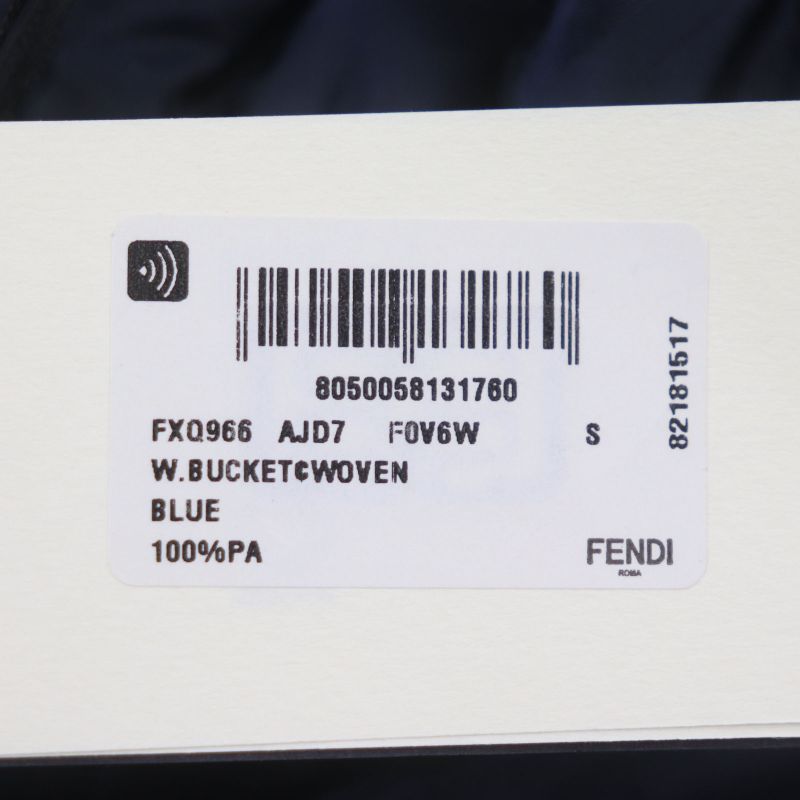 8050058131760
FXQ966 AJD7 F0V6W S
W.BUCKET¢WOVEN
BLUE
100%PA
FENDI
ROMA
82181517